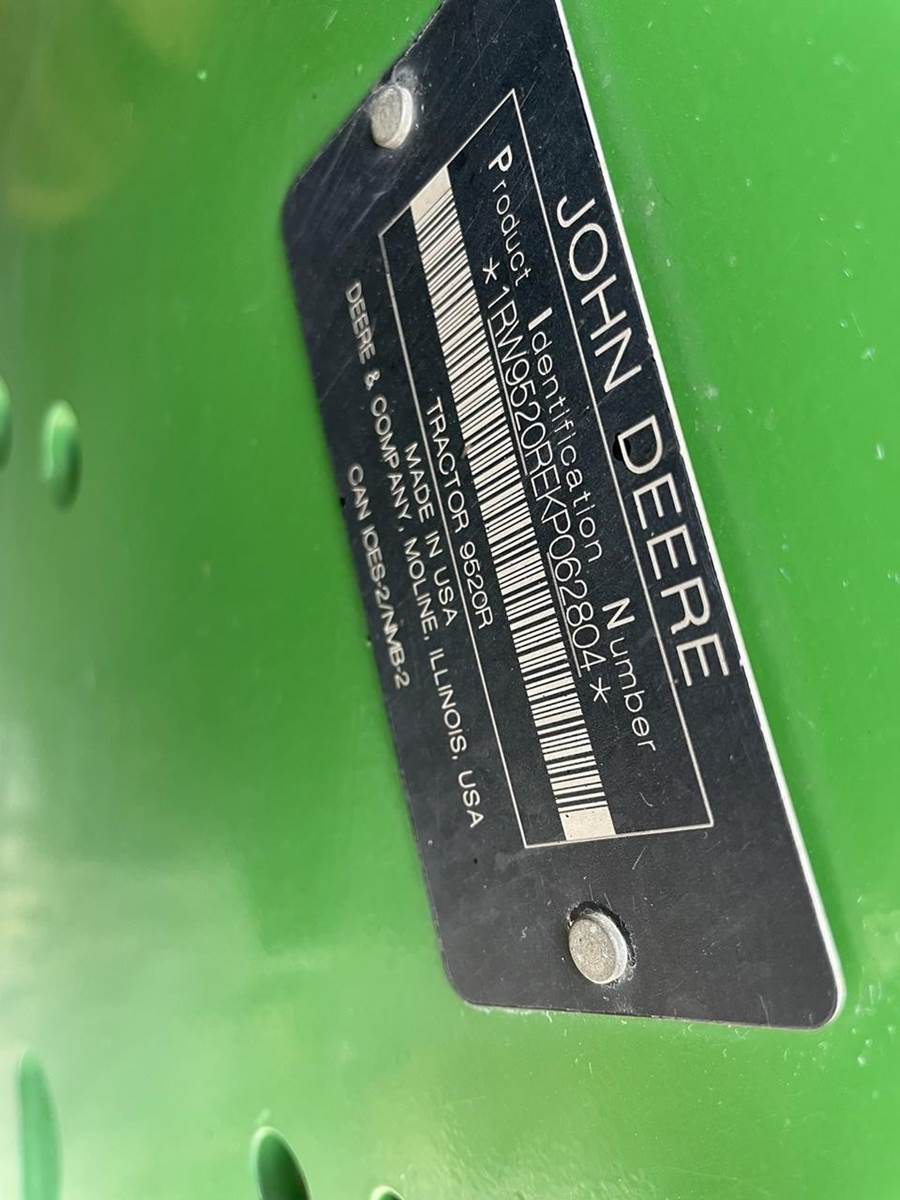 JOHN DEERE
Product Identification Number
*1RW9520REKP062804*
TRACTOR 9520R
MADE IN USA
DEERE & COMPANY, MOLINE, ILLINOIS, USA
CAN ICES-2/NMB-2